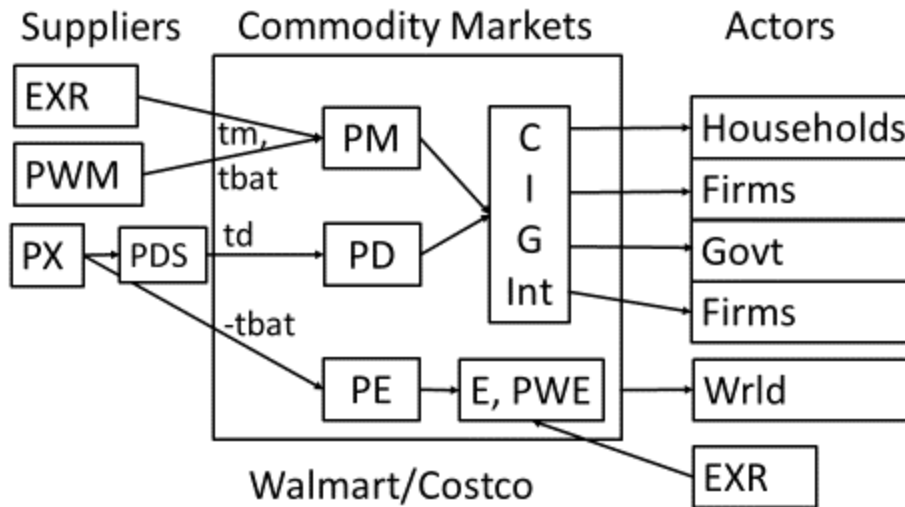 Suppliers
Commodity Markets
Actors
EXR
PWM
PX
PDS
tm,
tbat
td
-tbat
PM
PD
PE
C
I
G
Int
E, PWE
Households
Firms
Govt
Firms
Wrld
EXR
Walmart/Costco